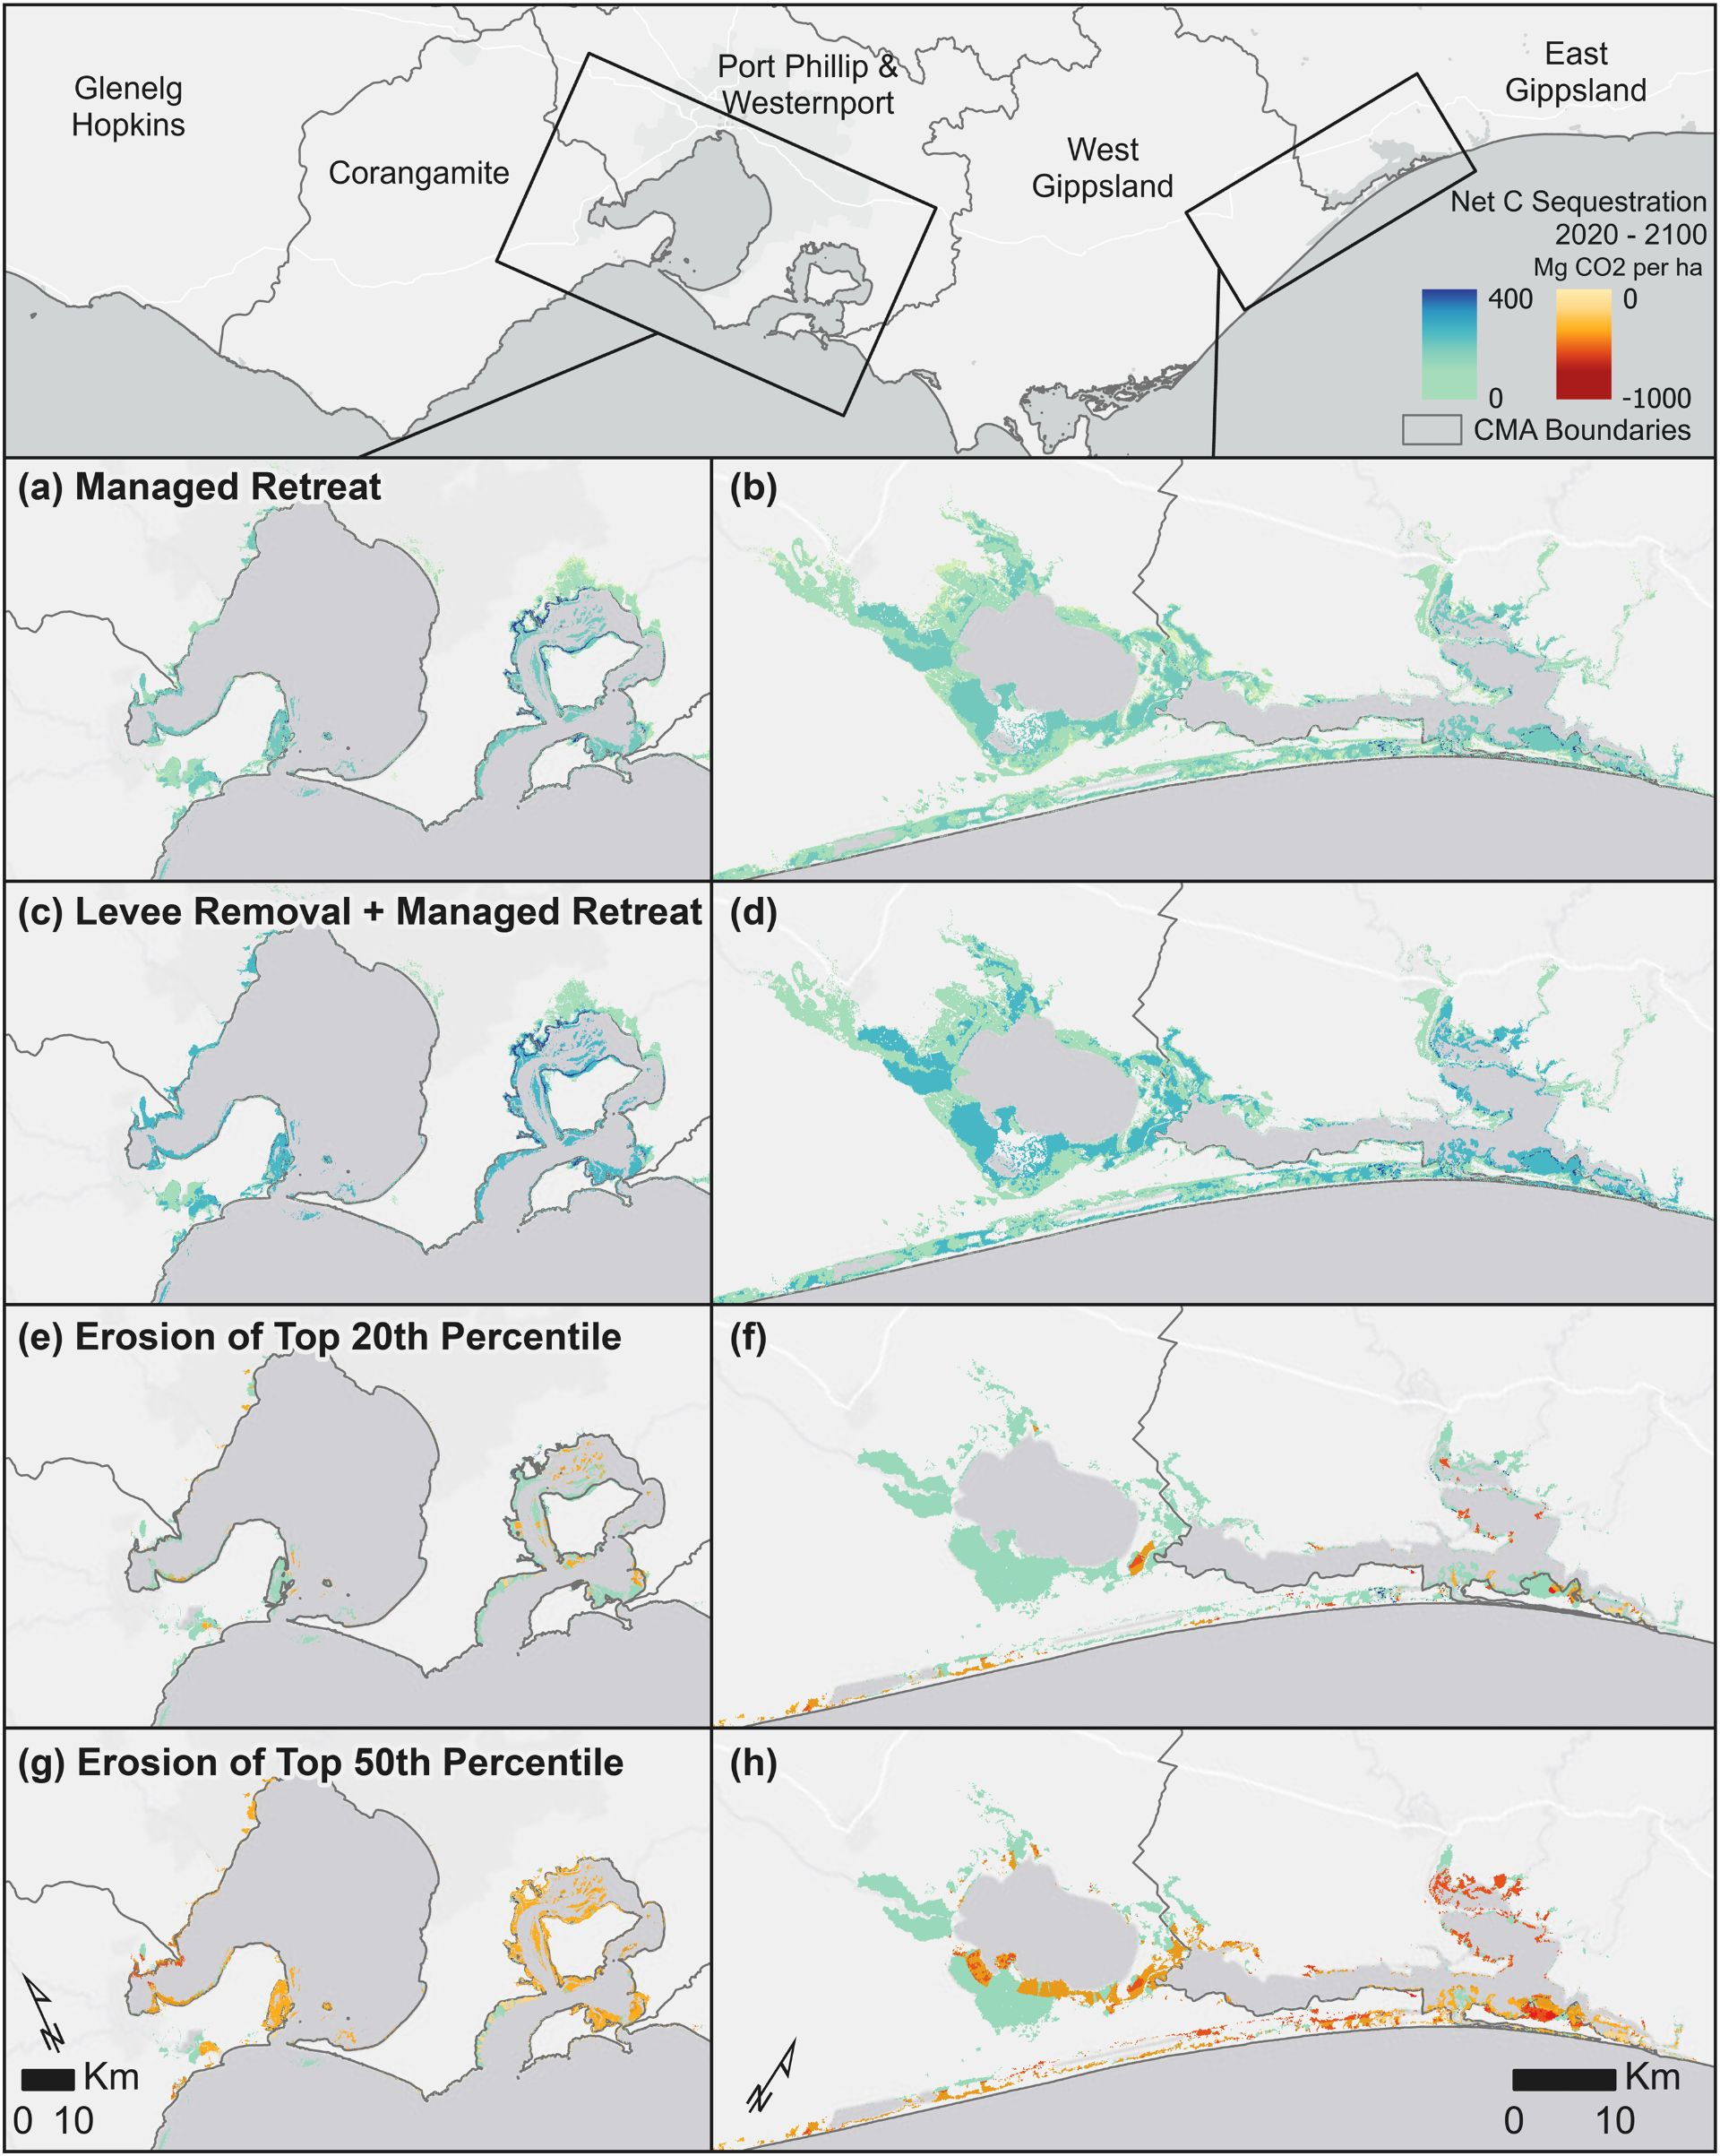 Glenelg
Hopkins
Corangamite
Port Phillip &
Westernport
West
Gippsland
East
Gippsland
Net C Sequestration
2020 - 2100
Mg CO2 per ha
400
0
0
-1000
CMA Boundaries
(a) Managed Retreat
(b)
(c) Levee Removal + Managed Retreat
(d)
(e) Erosion of Top 20th Percentile
(f)
(g) Erosion of Top 50th Percentile
(h)
N
Km
0 10
N
Km
0 10